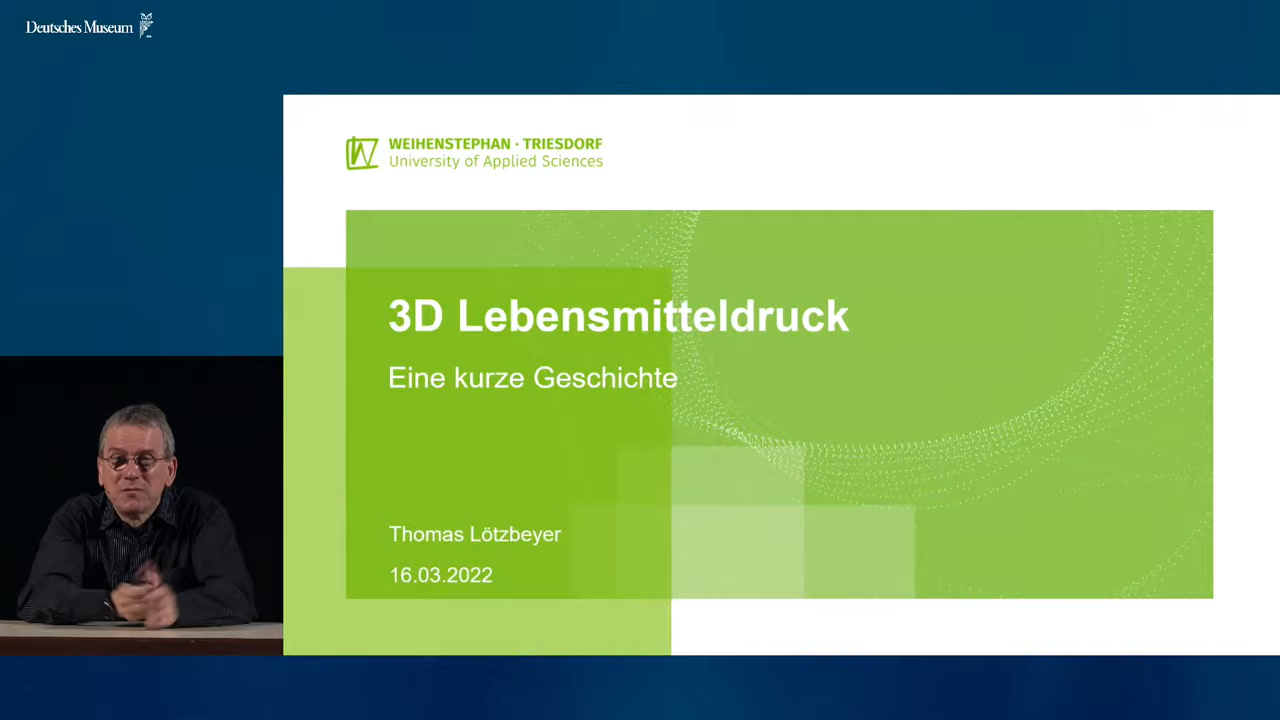 Deutsches Museum
WEIHENSTEPHAN · TRIESDORF
University of Applied Sciences
3D Lebensmitteldruck
Eine kurze Geschichte
Thomas Lötzbeyer
16.03.2022